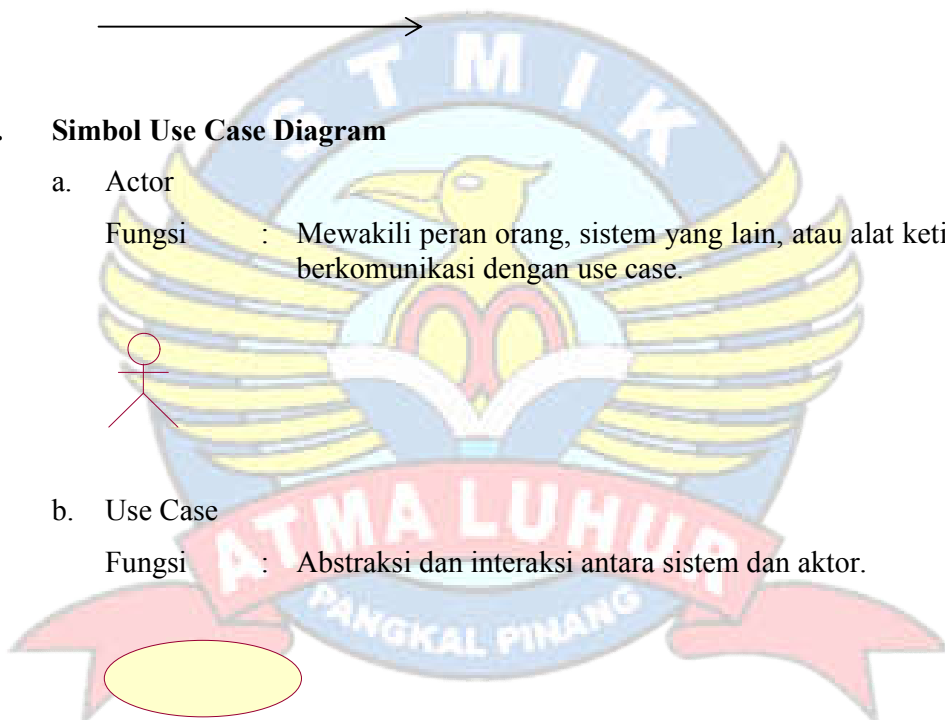 . Simbol Use Case Diagram
a. Actor
Fungsi : Mewakili peran orang, sistem yang lain, atau alat keti
berkomunikasi dengan use case.
b. Use Case
Fungsi : Abstraksi dan interaksi antara sistem dan aktor.
STMIK
ATMA LUHUR
PANGKAL PINANG